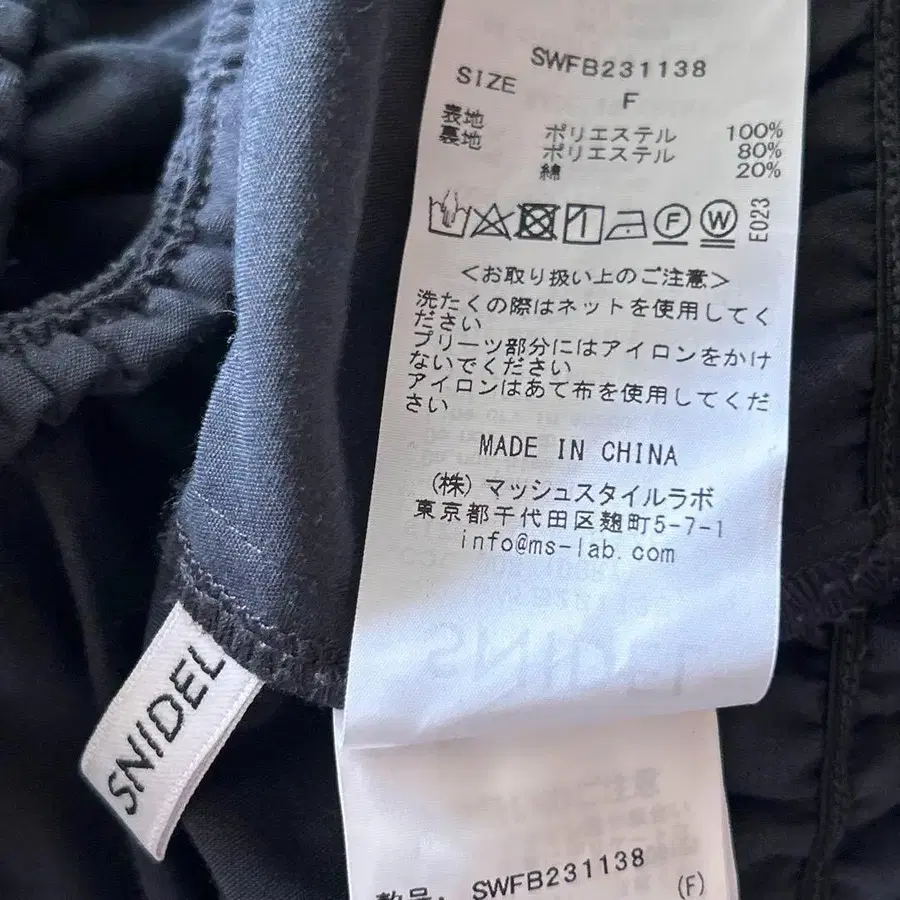 SWFB231138
SIZE F
表地 ポリエステル 100%
裏地 ポリエステル 80%
綿 20%
F W E023
<お取り扱い上のご注意>
洗たくの際はネットを使用してく
ださい
プリーツ部分にはアイロンをかけ
ないでください
アイロンはあて布を使用してくだ
さい
MADE IN CHINA
(株) マッシュスタイルラボ
東京都千代田区麹町5-7-1
info@ms-lab.com
SNIDEL
SWFB231138 (F)